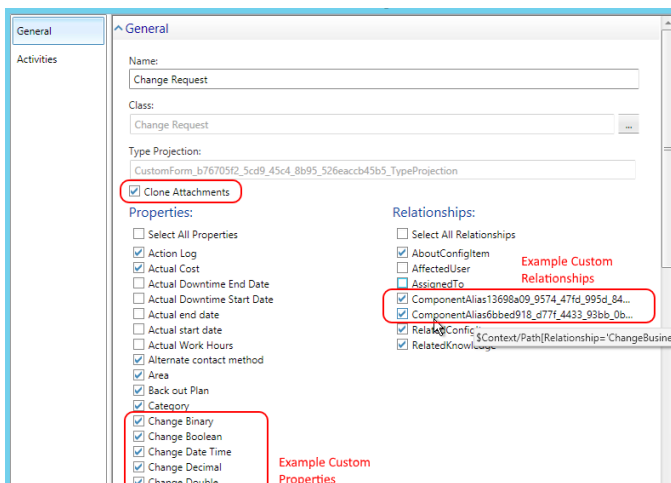 General
Activities
General
Name:
Change Request
Class:
Change Request
...
Type Projection:
CustomForm_b76705f2_5cd9_45c4_8b95_526eaccb45b5_TypeProjection
Clone Attachments
Properties:
Select All Properties
Action Log
Actual Cost
Actual Downtime End Date
Actual Downtime Start Date
Actual end date
Actual start date
Actual Work Hours
Alternate contact method
Area
Back out Plan
Category
Change Binary
Change Boolean
Change Date Time
Change Decimal
Change Double
Example Custom
Properties
Relationships:
Select All Relationships
AboutConfigItem
AffectedUser
AssignedTo
Example Custom
Relationships
ComponentAlias13698a09_9574_47fd_995d_84...
ComponentAlias6bbed918_d77f_4433_93bb_0b...
RelatedConfigIt
$Context/Path[Relationship='ChangeBusine
RelatedKnowledge